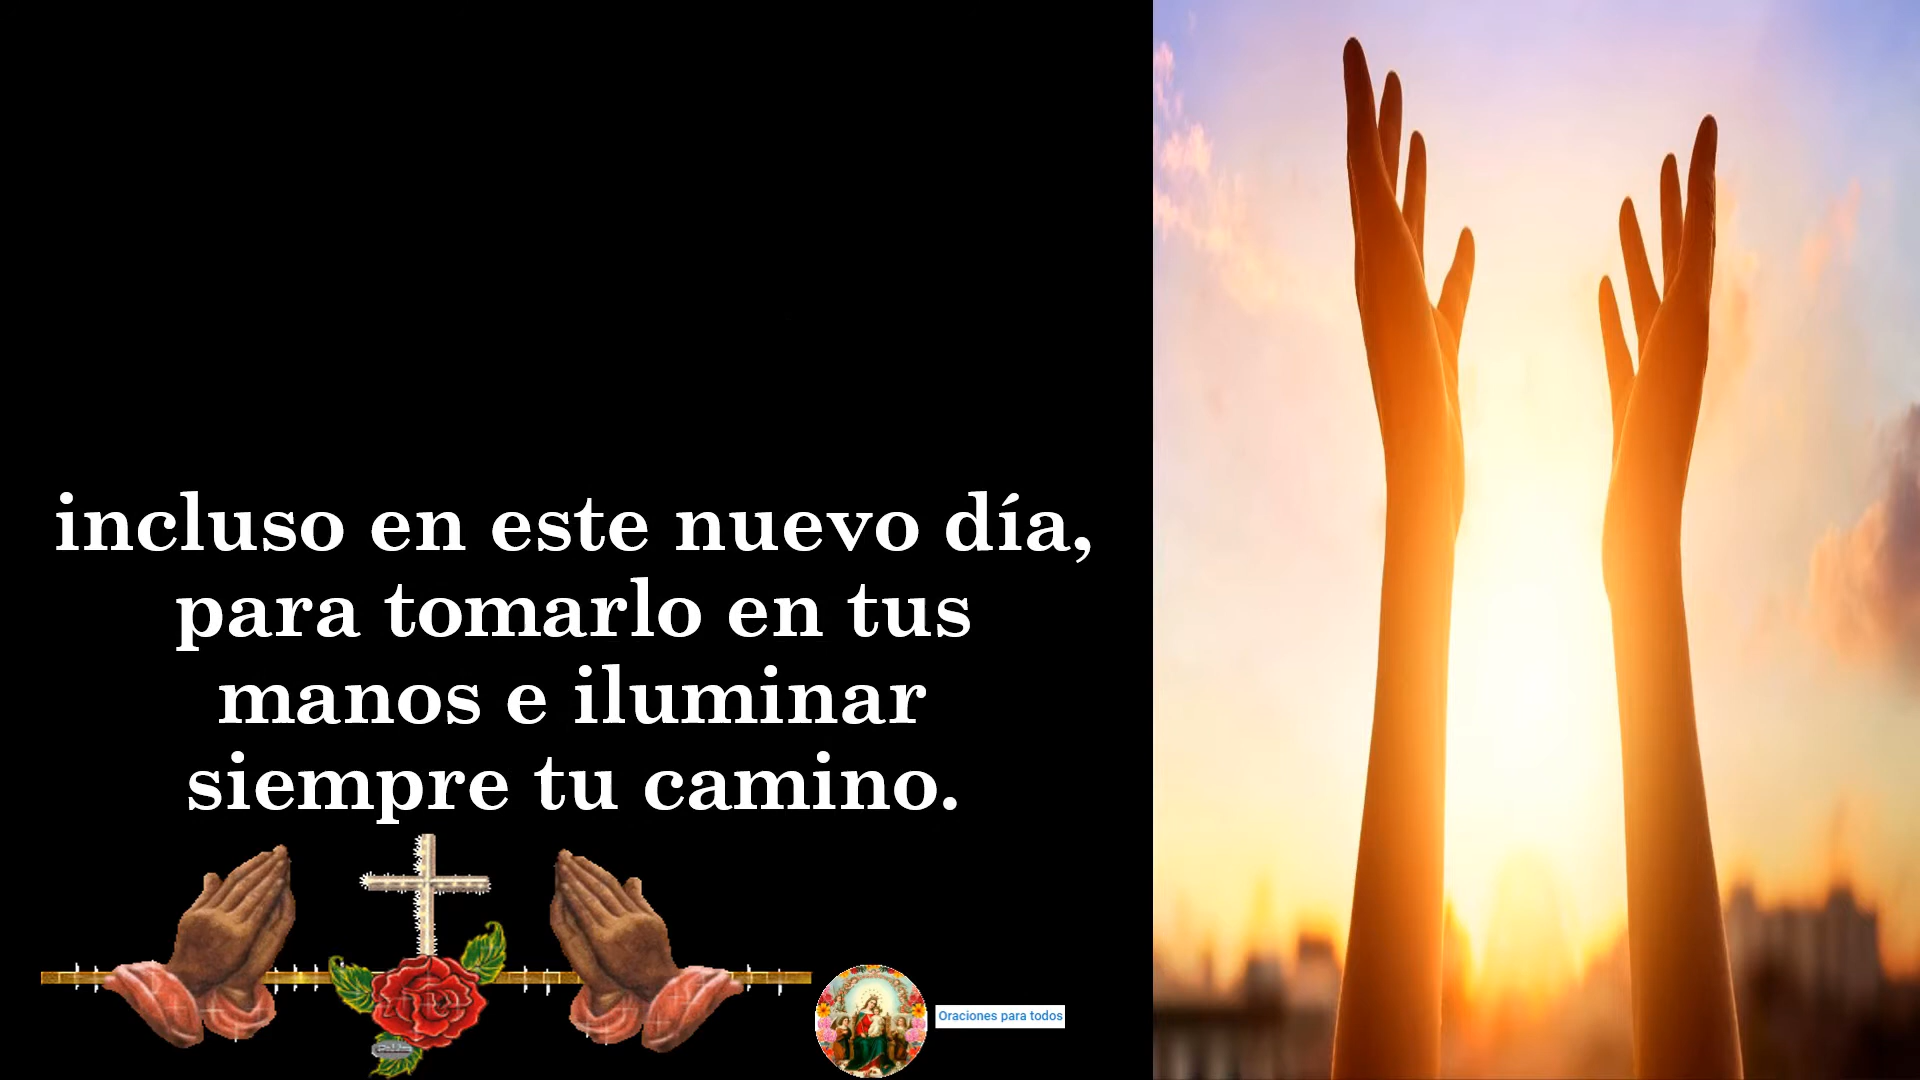 incluso en este nuevo día,
para tomarlo en tus
manos e iluminar
siempre tu camino.
Oraciones para todos